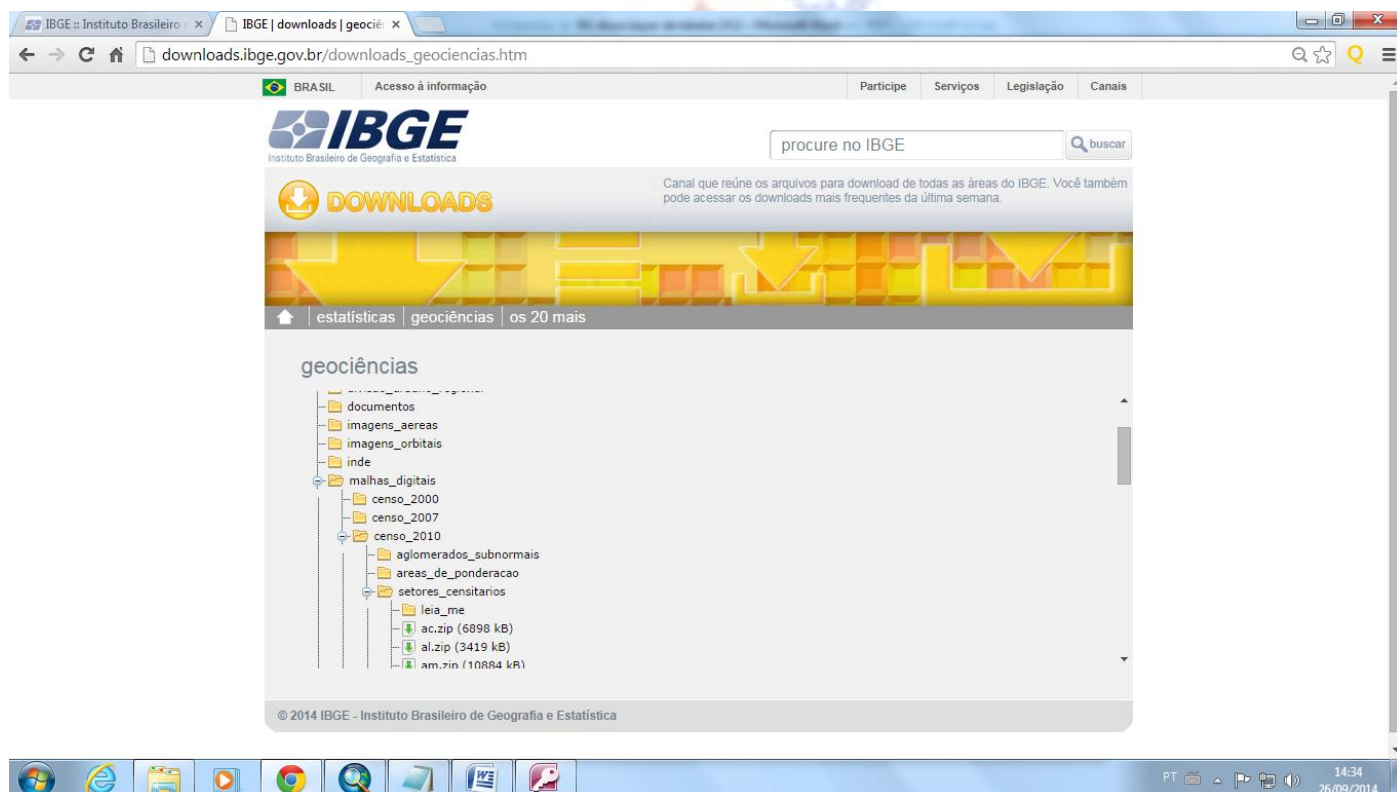 IBGE :: Instituto Brasileiro
IBGE | downloads | geociê
downloads.ibge.gov.br/downloads_geociencias.htm
Q
BRASIL Acesso à informação Participe Serviços Legislação Canais
IBGE
Instituto Brasileiro de Geografia e Estatística
procure no IBGE buscar
DOWNLOADS
Canal que reúne os arquivos para download de todas as áreas do IBGE. Você também
pode acessar os downloads mais frequentes da última semana.
estatísticas geociências os 20 mais
geociências
documentos
imagens_aereas
imagens_orbitais
inde
malhas_digitais
censo_2000
censo_2007
censo_2010
aglomerados_subnormais
areas_de_ponderacao
setores_censitarios
leia_me
ac.zip (6898 kB)
al.zip (3419 kB)
am.zip (10884 kB)
© 2014 IBGE - Instituto Brasileiro de Geografia e Estatística
PT 14:34
26/09/2014